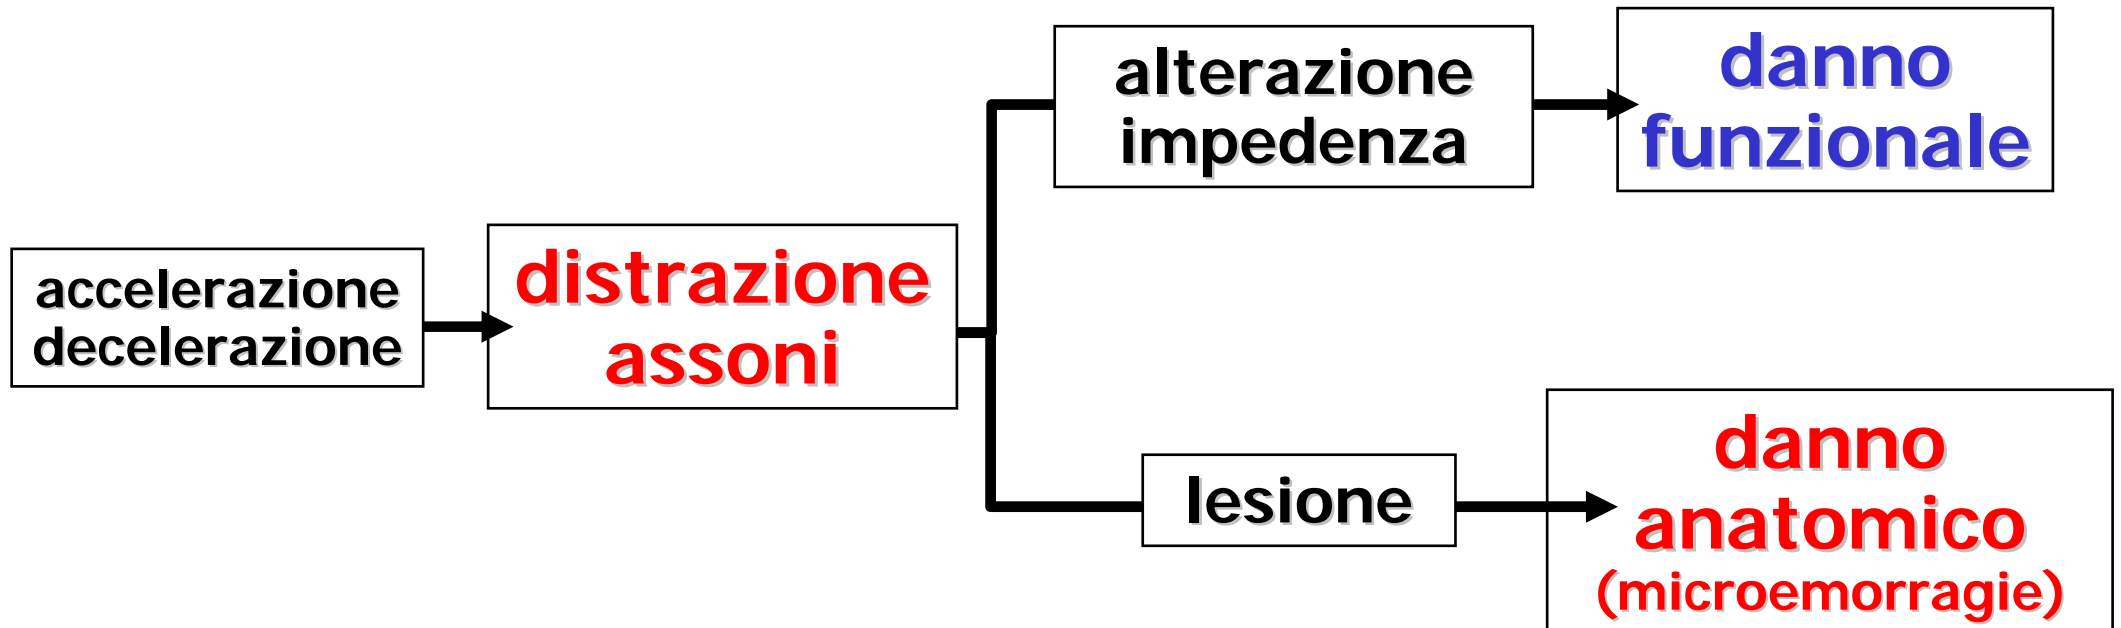 accelerazione
decelerazione
distrazione
assoni
alterazione
impedenza
danno
funzionale
lesione
danno
anatomico
(microemorragie)